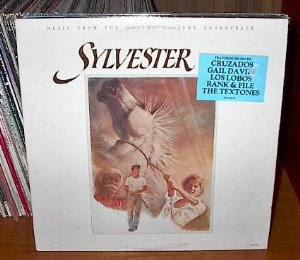 MUSIC FROM THE MOTION PICTURE SOUNDTRACK
SYLVESTER
CRUZADOS
GAIL DAVIES
LOS LOBOS
RANK & FILE
THE TEXTONES